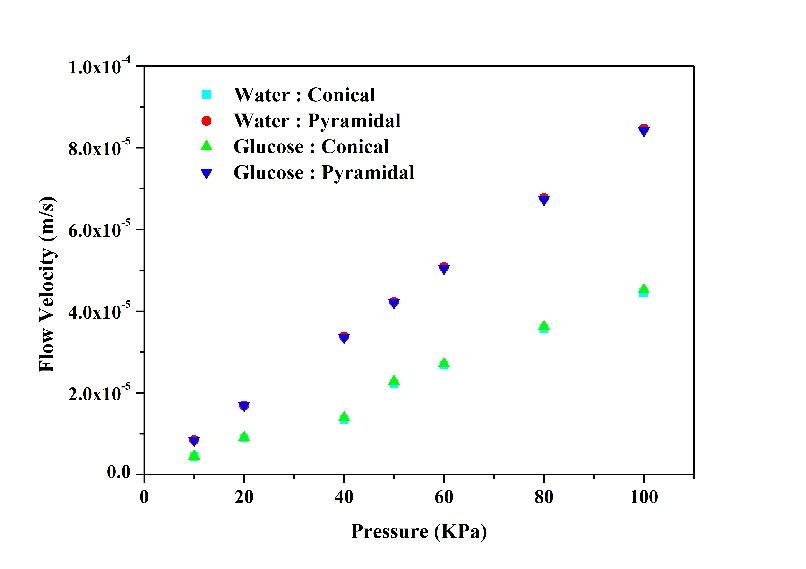 1.0x10⁻⁴
8.0x10⁻⁵
6.0x10⁻⁵
4.0x10⁻⁵
2.0x10⁻⁵
0.0
Flow Velocity (m/s)
Water : Conical
Water : Pyramidal
Glucose : Conical
Glucose : Pyramidal
0 20 40 60 80 100
Pressure (KPa)